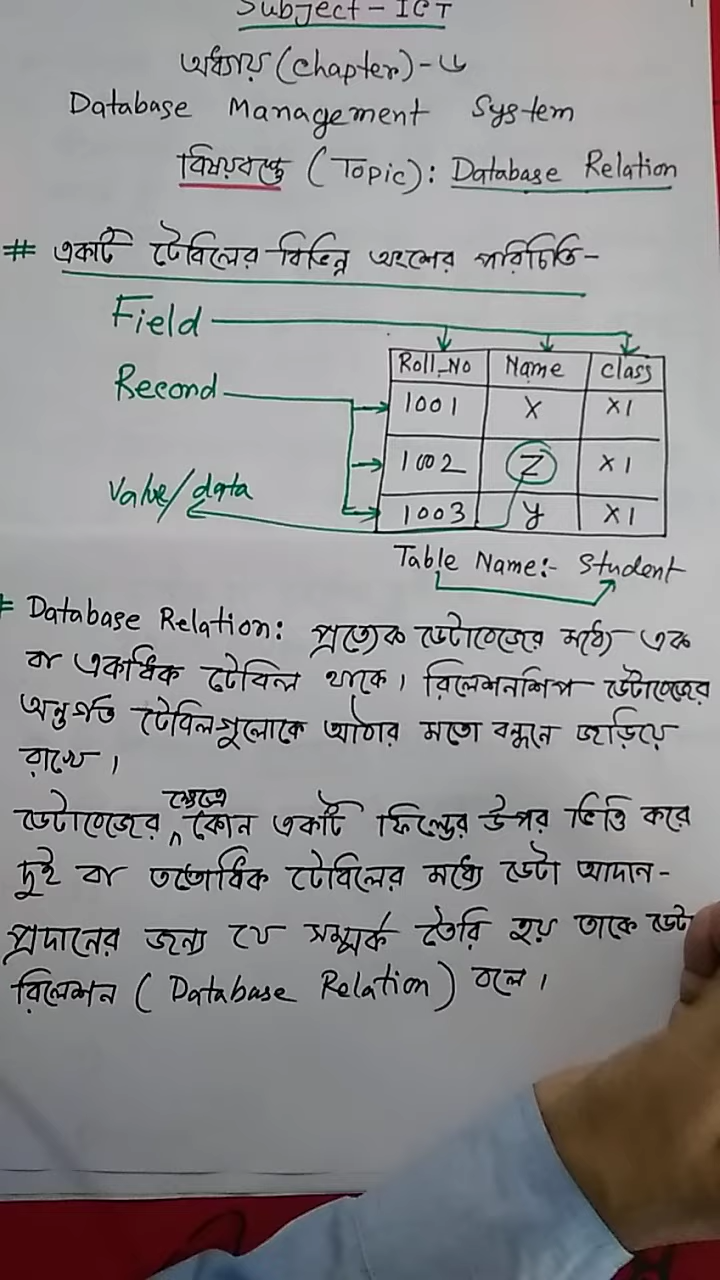 Subject - ICT
অধ্যায় (Chapter) - ৬
Database Management System
বিষয়বস্তু (Topic): Database Relation
# একটি টেবিলের বিভিন্ন অংশের পরিচিতি-
Field
Record
Value/data
Roll_No Name Class
1001 X XI
1002 Z XI
1003 y XI
Table Name:- Student
# Database Relation: প্রত্যেক ডেটাবেজের মধ্যে এক
বা একাধিক টেবিল থাকে। রিলেশনশিপ ডেটাবেজের
অন্তর্গত টেবিলগুলোকে আঠার মতো বন্ধনে জড়িয়ে
রাখে।
ডেটাবেজের ক্ষেত্রে কোন একটি ফিল্ডের উপর ভিত্তি করে
দুই বা ততোধিক টেবিলের মধ্যে ডেটা আদান-
প্রদানের জন্য যে সম্পর্ক তৈরি হয় তাকে
রিলেশন (Database Relation) বলে।